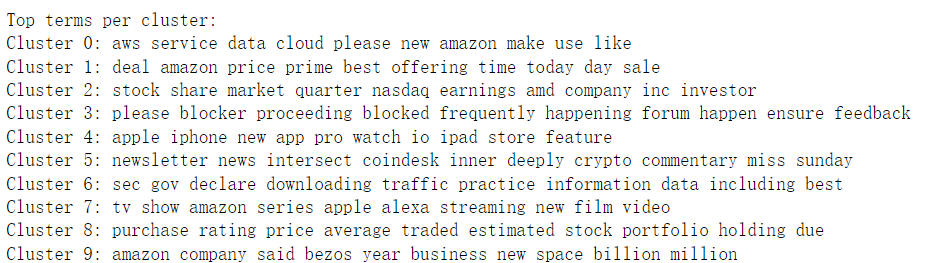 Top terms per cluster:
Cluster 0: aws service data cloud please new amazon make use like
Cluster 1: deal amazon price prime best offering time today day sale
Cluster 2: stock share market quarter nasdaq earnings amd company inc investor
Cluster 3: please blocker proceeding blocked frequently happening forum happen ensure feedback
Cluster 4: apple iphone new app pro watch io ipad store feature
Cluster 5: newsletter news intersect coindesk inner deeply crypto commentary miss sunday
Cluster 6: sec gov declare downloading traffic practice information data including best
Cluster 7: tv show amazon series apple alexa streaming new film video
Cluster 8: purchase rating price average traded estimated stock portfolio holding due
Cluster 9: amazon company said bezos year business new space billion million